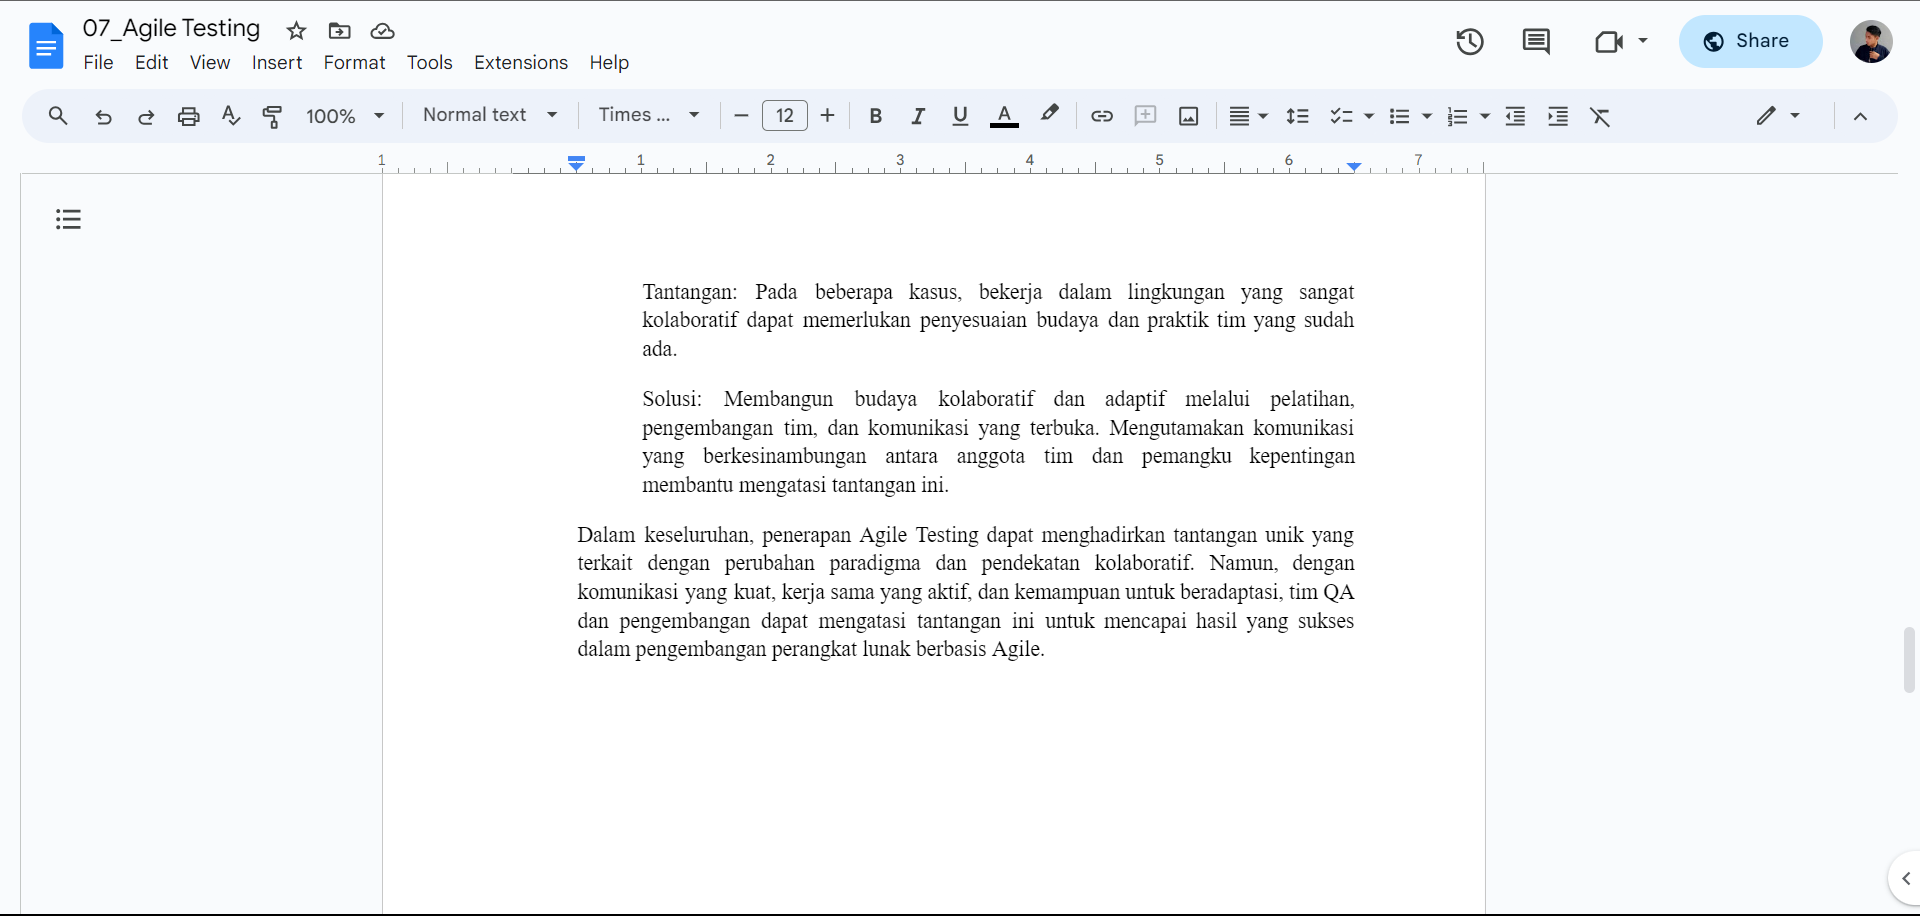 07_Agile Testing
File Edit View Insert Format Tools Extensions Help
Share
100% Normal text Times ... 12
1 1 2 3 4 5 6 7
Tantangan: Pada beberapa kasus, bekerja dalam lingkungan yang sangat
kolaboratif dapat memerlukan penyesuaian budaya dan praktik tim yang sudah
ada.
Solusi: Membangun budaya kolaboratif dan adaptif melalui pelatihan,
pengembangan tim, dan komunikasi yang terbuka. Mengutamakan komunikasi
yang berkesinambungan antara anggota tim dan pemangku kepentingan
membantu mengatasi tantangan ini.
Dalam keseluruhan, penerapan Agile Testing dapat menghadirkan tantangan unik yang
terkait dengan perubahan paradigma dan pendekatan kolaboratif. Namun, dengan
komunikasi yang kuat, kerja sama yang aktif, dan kemampuan untuk beradaptasi, tim QA
dan pengembangan dapat mengatasi tantangan ini untuk mencapai hasil yang sukses
dalam pengembangan perangkat lunak berbasis Agile.